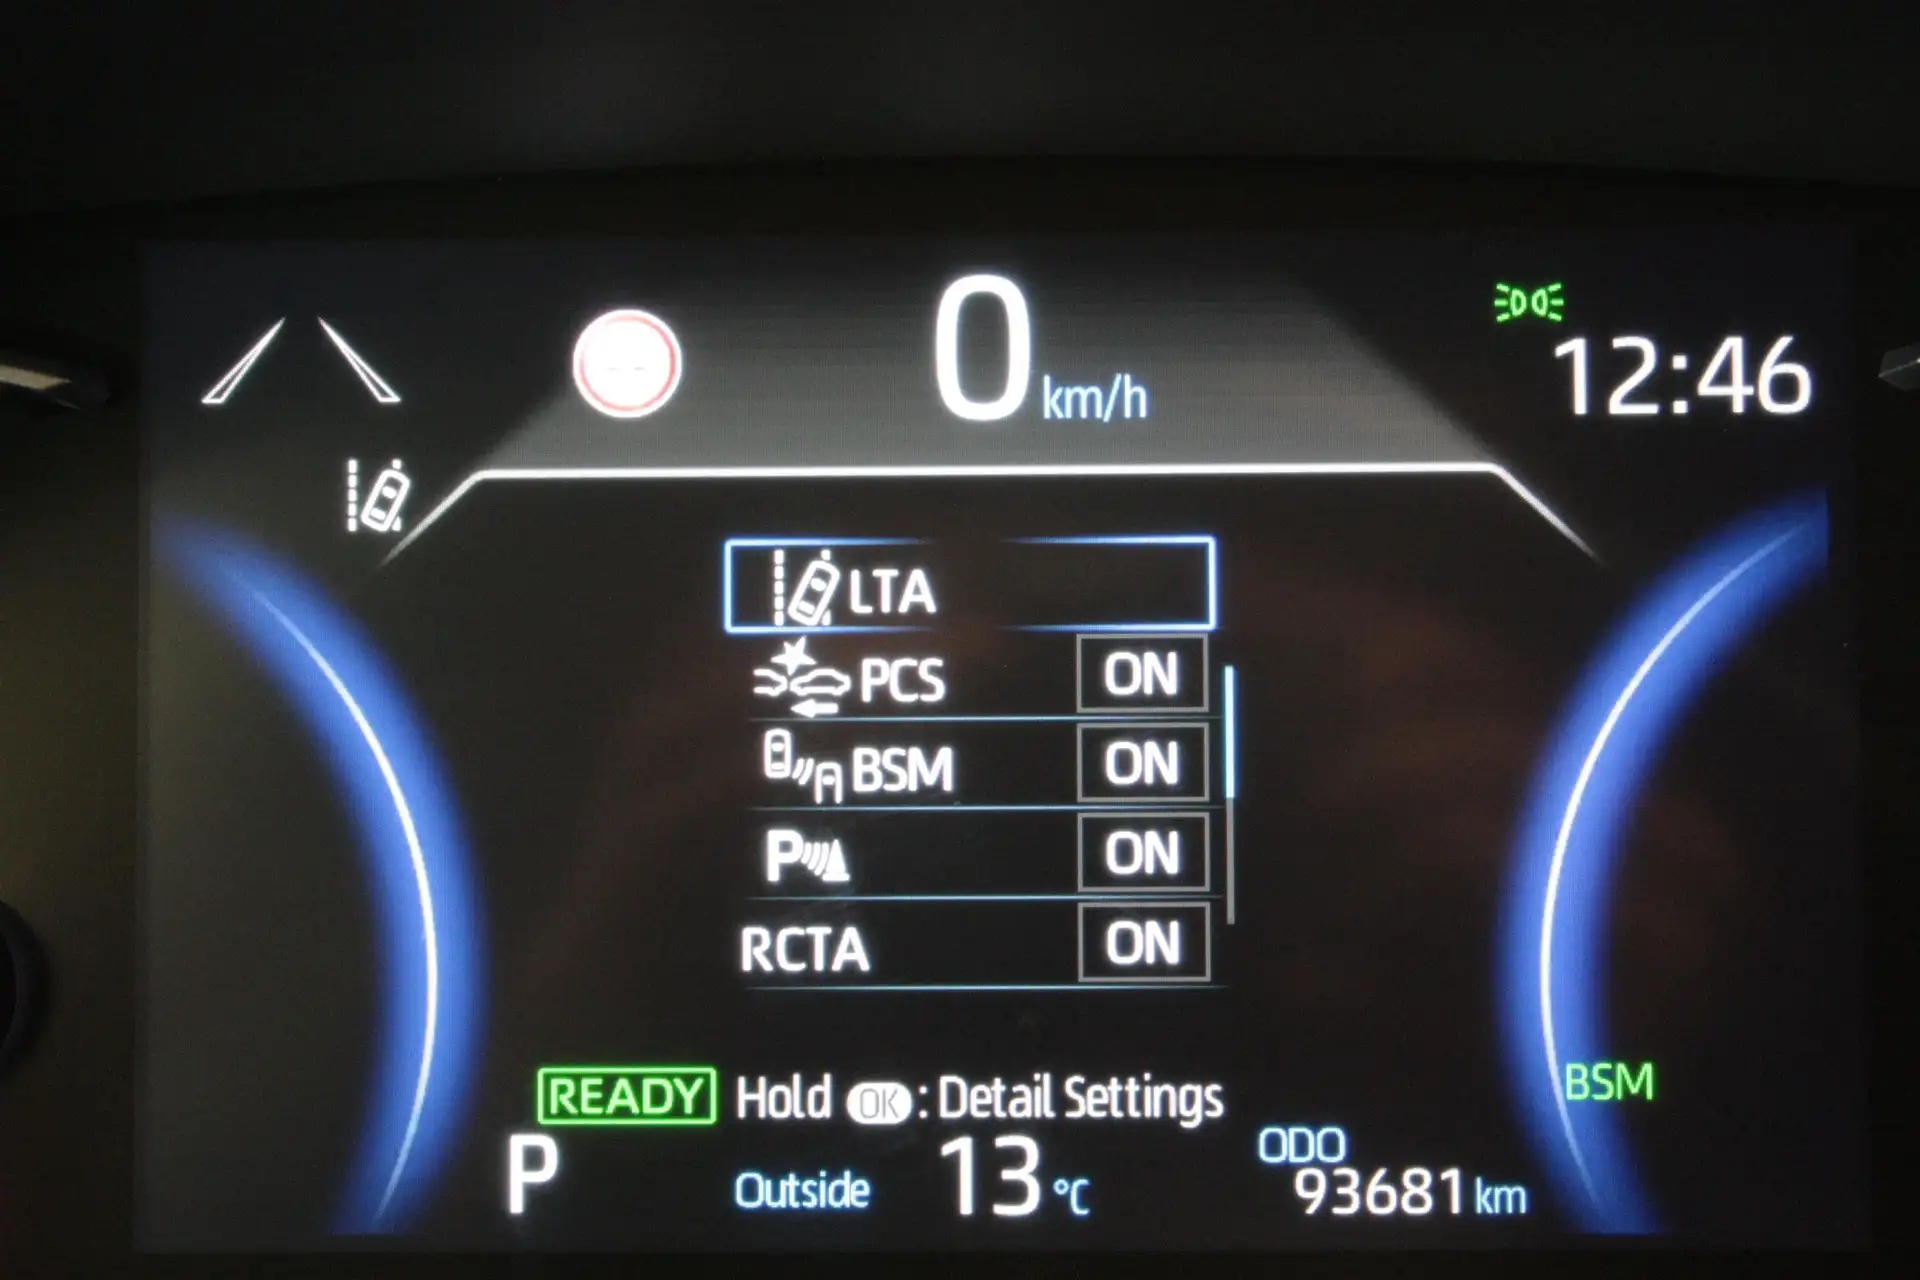 0 km/h
12:46
LTA
PCS ON
BSM ON
P ON
RCTA ON
READY Hold OK : Detail Settings
BSM
P Outside 13 °C
ODO
93681 km